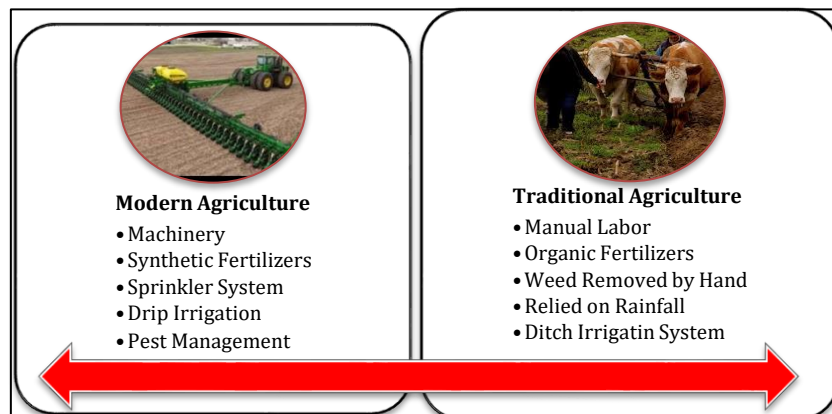 Modern Agriculture
• Machinery
• Synthetic Fertilizers
• Sprinkler System
• Drip Irrigation
• Pest Management
Traditional Agriculture
• Manual Labor
• Organic Fertilizers
• Weed Removed by Hand
• Relied on Rainfall
• Ditch Irrigatin System